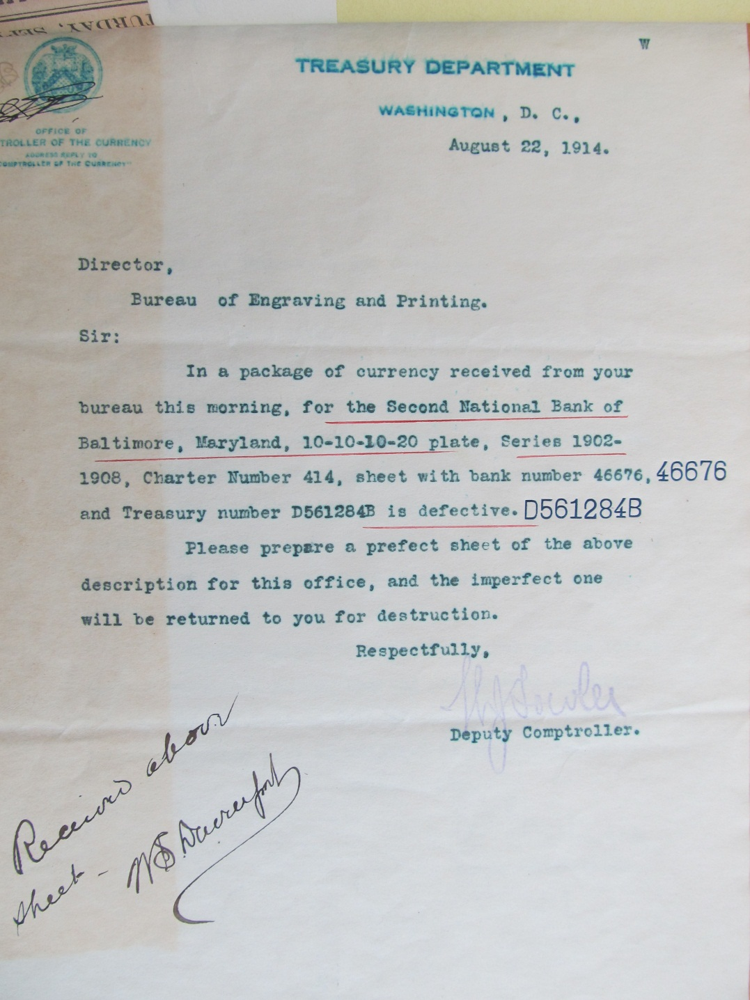 TURDAY, SEPT
W
TREASURY DEPARTMENT
WASHINGTON, D. C.,
August 22, 1914.
OFFICE OF
TROLLER OF THE CURRENCY
ADDRESS REPLY TO
COMPTROLLER OF THE CURRENCY"
Director,
Bureau of Engraving and Printing.
Sir:
In a package of currency received from your
bureau this morning, for the Second National Bank of
Baltimore, Maryland, 10-10-10-20 plate, Series 1902-
1908, Charter Number 414, sheet with bank number 46676, 46676
and Treasury number D561284B is defective. D561284B
Please prepare a prefect sheet of the above
description for this office, and the imperfect one
will be returned to you for destruction.
Respectfully,
Deputy Comptroller.
Received above
sheet - W S Davenport